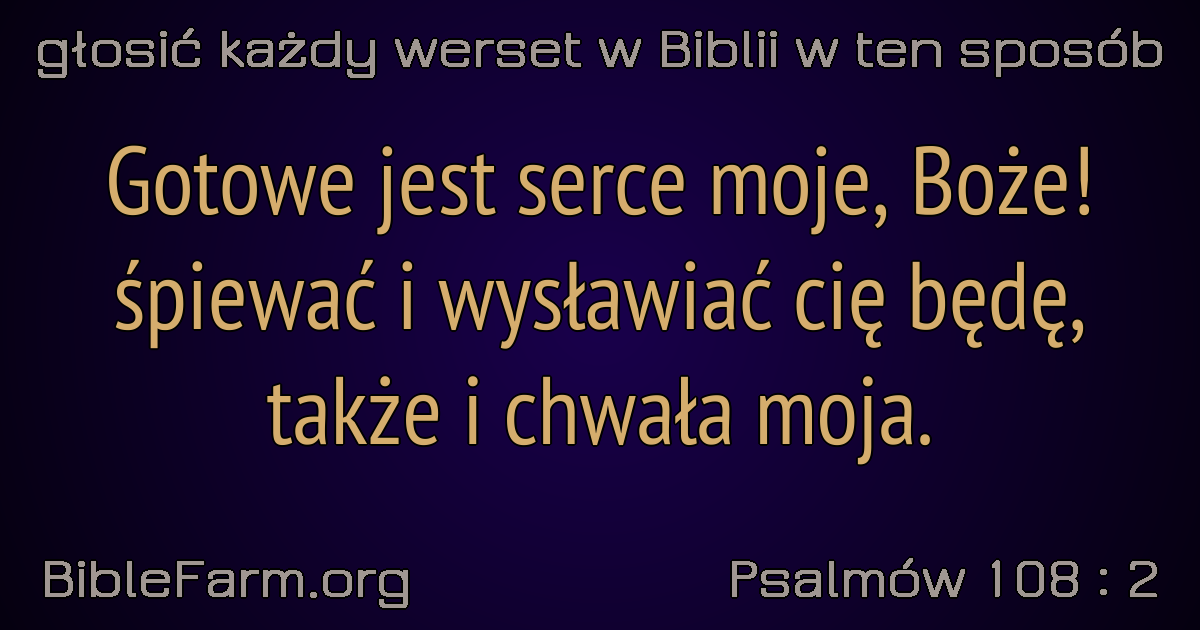 głosić każdy werset w Biblii w ten sposób
Gotowe jest serce moje, Boże!
śpiewać i wysławiać cię będę,
także i chwała moja.
BibleFarm.org
Psalmów 108 : 2